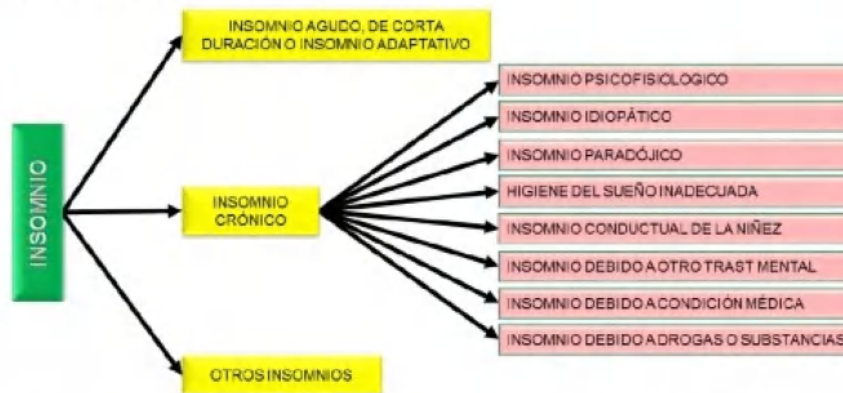 INSOMNIO
INSOMNIO AGUDO, DE CORTA
DURACIÓN O INSOMNIO ADAPTATIVO
INSOMNIO
CRÓNICO
OTROS INSOMNIOS
INSOMNIO PSICOFISIOLOGICO
INSOMNIO IDIOPÁTICO
INSOMNIO PARADÓJICO
HIGIENE DEL SUEÑO INADECUADA
INSOMNIO CONDUCTUAL DE LA NIÑEZ
INSOMNIO DEBIDO A OTRO TRAST MENTAL
INSOMNIO DEBIDO A CONDICIÓN MÉDICA
INSOMNIO DEBIDO A DROGAS O SUBSTANCIAS